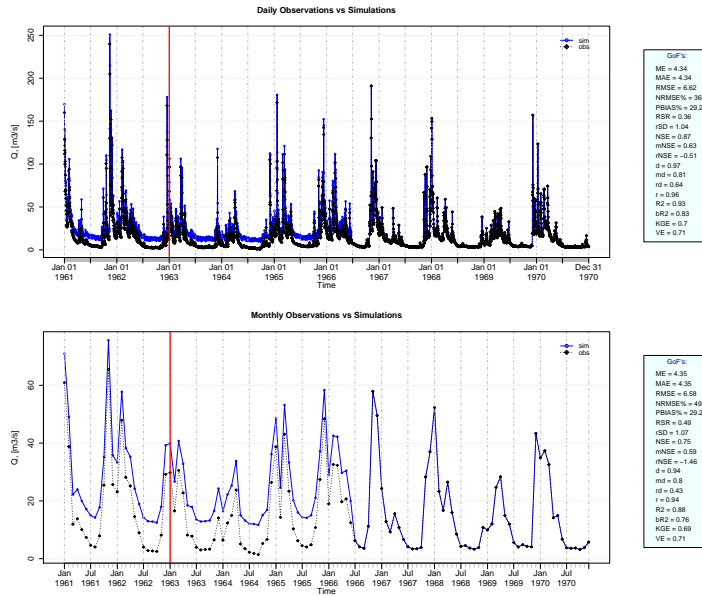 Daily Observations vs Simulations
Q, [m3/s]
250
200
150
100
50
0
sim
obs
Jan 01 Jan 01 Jan 01 Jan 01 Jan 01 Jan 01 Jan 01 Jan 01 Jan 01 Jan 01 Dec 31
1961 1962 1963 1964 1965 1966 1967 1968 1969 1970 1970
Time
GoF's:
ME = 4.34
MAE = 4.34
RMSE = 6.62
NRMSE% = 36
PBIAS% = 29.2
RSR = 0.36
rSD = 1.04
NSE = 0.87
mNSE = 0.63
rNSE = −0.51
d = 0.97
md = 0.81
rd = 0.64
r = 0.96
R2 = 0.93
bR2 = 0.83
KGE = 0.7
VE = 0.71
Monthly Observations vs Simulations
Q, [m3/s]
60
40
20
0
sim
obs
Jan Jul Jan Jul Jan Jul Jan Jul Jan Jul Jan Jul Jan Jul Jan Jul Jan Jul Jan Jul
1961 1961 1962 1962 1963 1963 1964 1964 1965 1965 1966 1966 1967 1967 1968 1968 1969 1969 1970 1970
Time
GoF's:
ME = 4.35
MAE = 4.35
RMSE = 6.58
NRMSE% = 49
PBIAS% = 29.2
RSR = 0.49
rSD = 1.07
NSE = 0.75
mNSE = 0.59
rNSE = −1.46
d = 0.94
md = 0.8
rd = 0.43
r = 0.94
R2 = 0.88
bR2 = 0.76
KGE = 0.69
VE = 0.71